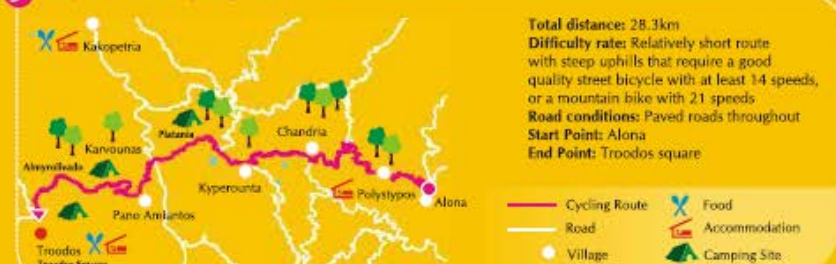 Total distance: 28.3km
Difficulty rate: Relatively short route
with steep uphills that require a good
quality street bicycle with at least 14 speeds,
or a mountain bike with 21 speeds
Road conditions: Paved roads throughout
Start Point: Alona
End Point: Troodos square
Kakopetria
Platania
Chandria
Karvounas
Almyrolivado
Kyperounta
Polystypos
Alona
Pano Amiantos
Troodos
Cycling Route
Food
Road
Accommodation
Village
Camping Site